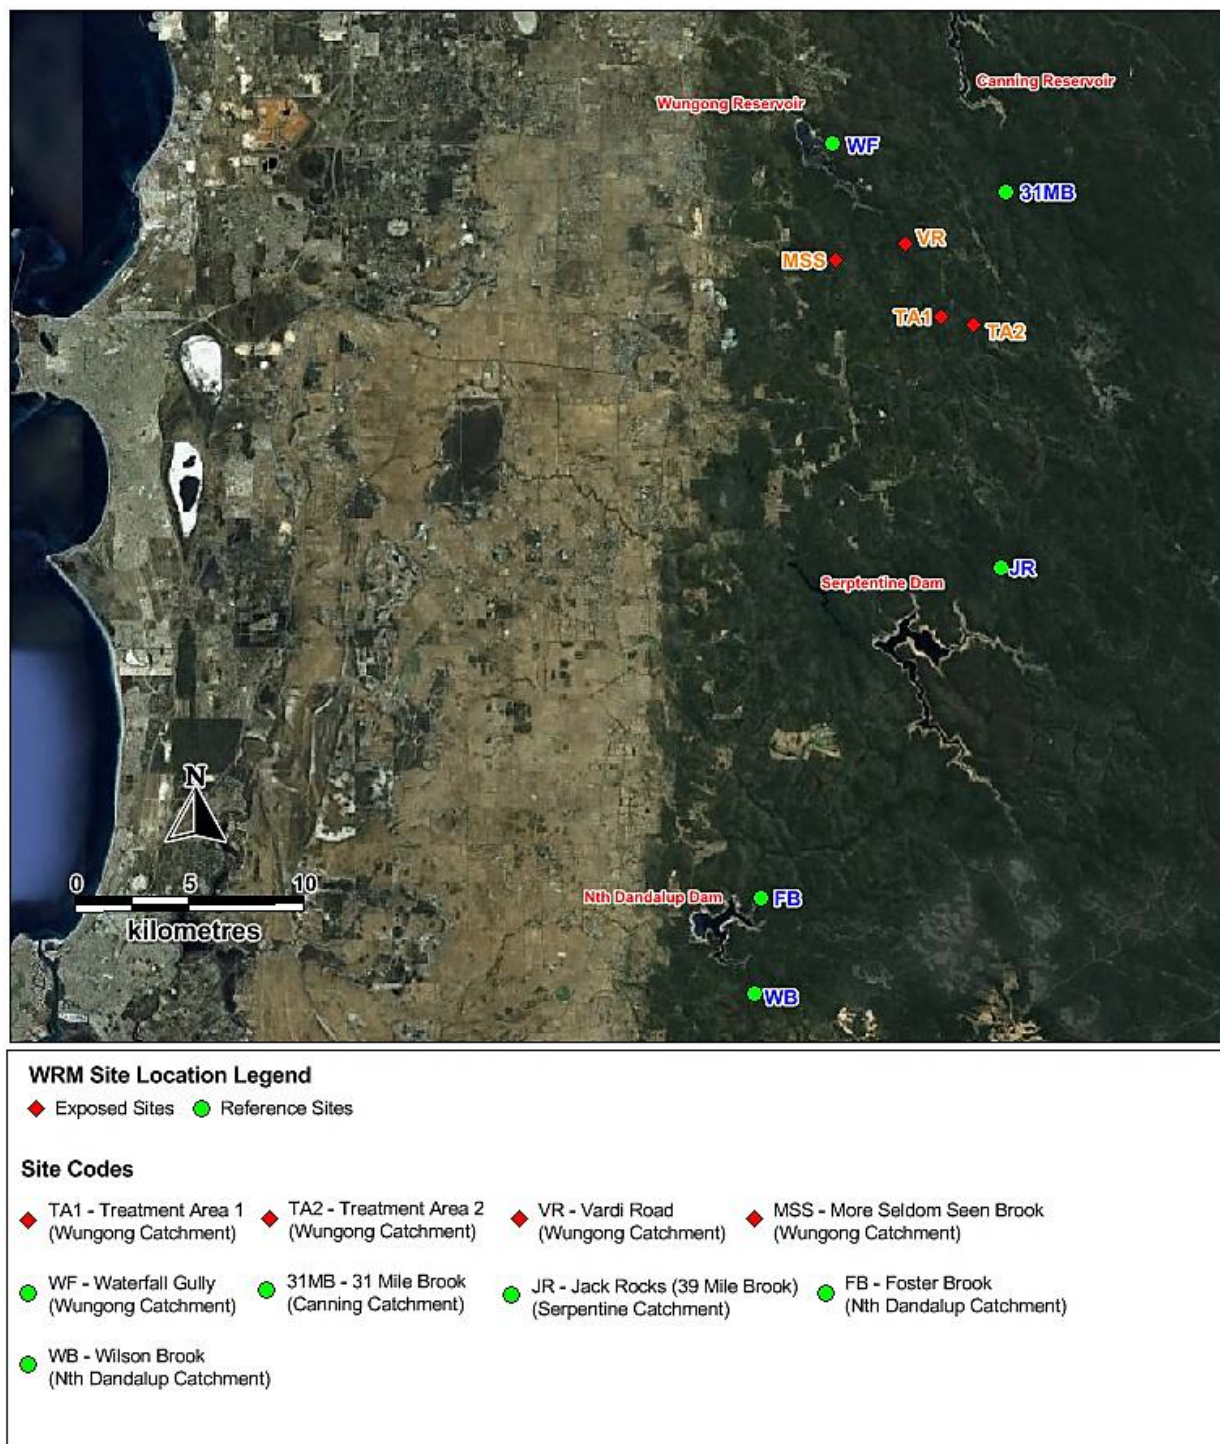 Canning Reservoir
Wungong Reservoir
WF
31MB
VR
MSS
TA1
TA2
JR
Serptentine Dam
N
0 5 10
kilometres
Nth Dandalup Dam
FB
WB
WRM Site Location Legend
Exposed Sites Reference Sites
Site Codes
TA1 - Treatment Area 1
(Wungong Catchment)
TA2 - Treatment Area 2
(Wungong Catchment)
VR - Vardi Road
(Wungong Catchment)
MSS - More Seldom Seen Brook
(Wungong Catchment)
WF - Waterfall Gully
(Wungong Catchment)
31MB - 31 Mile Brook
(Canning Catchment)
JR - Jack Rocks (39 Mile Brook)
(Serpentine Catchment)
FB - Foster Brook
(Nth Dandalup Catchment)
WB - Wilson Brook
(Nth Dandalup Catchment)